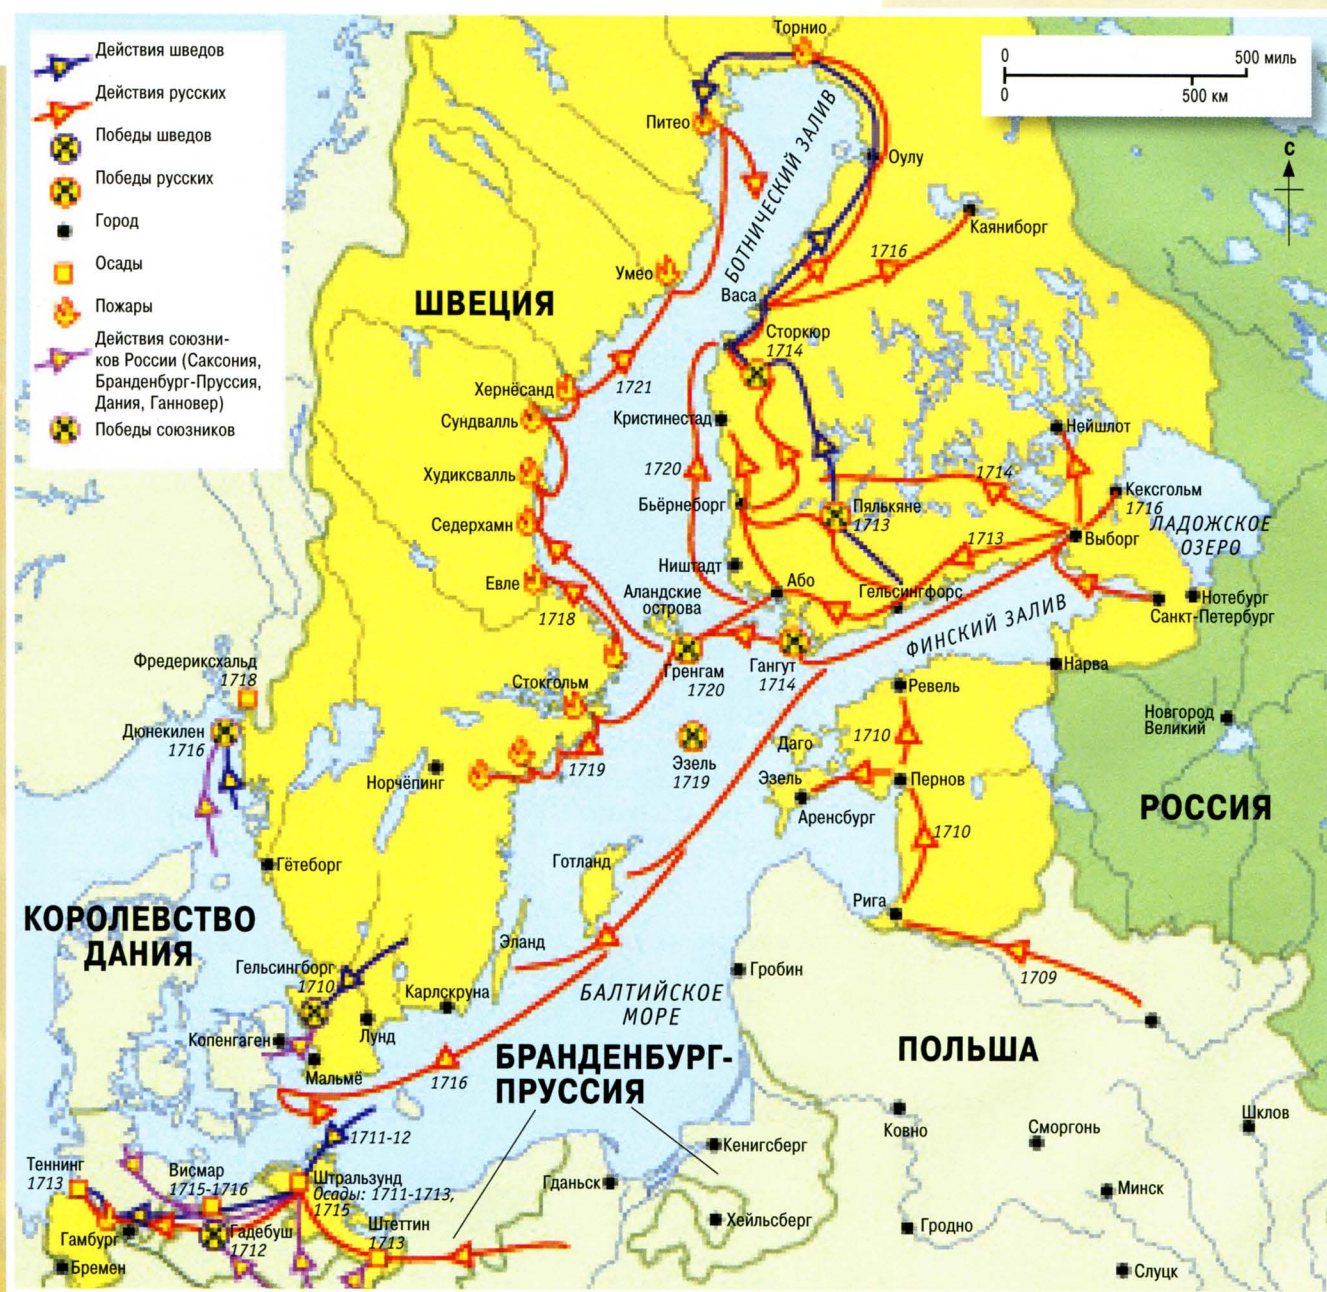 Действия шведов
Действия русских
Победы шведов
Победы русских
Город
Осады
Пожары
Действия союзни-
ков России (Саксония,
Бранденбург-Пруссия,
Дания, Ганновер)
Победы союзников
0
500 миль
0
500 км
С
Торнио
Питео
БОТНИЧЕСКИЙ ЗАЛИВ
Оулу
Каяниборг
1716
Умео
Васа
ШВЕЦИЯ
Сторкюр
1714
Хернёсанд
1721
Сундвалль
Кристинестад
Нейшлот
Худиксвалль
1720
1714
Кексгольм
1716
Седерхамн
Бьёрнеборг
Пялькяне
1713
ЛАДОЖСКОЕ
ОЗЕРО
1713
Выборг
Ништадт
Евле
Або
Аландские
острова
Гельсингфорс
Нотебург
Санкт-Петербург
1718
ФИНСКИЙ ЗАЛИВ
Фредериксхальд
1718
Гренгам
1720
Гангут
1714
Нарва
Стокгольм
Ревель
Дюнекилен
1716
Новгород
Великий
Даго
1710
Норчёпинг
1719
Эзель
1719
Эзель
Пернов
Аренсбург
РОССИЯ
1710
Гётеборг
Готланд
Рига
КОРОЛЕВСТВО
ДАНИЯ
Эланд
Гельсингборг
1710
Гробин
1709
Карлскруна
БАЛТИЙСКОЕ
МОРЕ
Копенгаген
Лунд
ПОЛЬША
Мальмё
1716
БРАНДЕНБУРГ-
ПРУССИЯ
Шклов
Ковно
Сморгонь
1711-12
Кенигсберг
Теннинг
1713
Висмар
1715-1716
Штральзунд
Осады: 1711-1713,
1715
Гданьск
Минск
Хейльсберг
Гродно
Гамбург
Гадебуш
1712
Штеттин
1713
Бремен
Слуцк